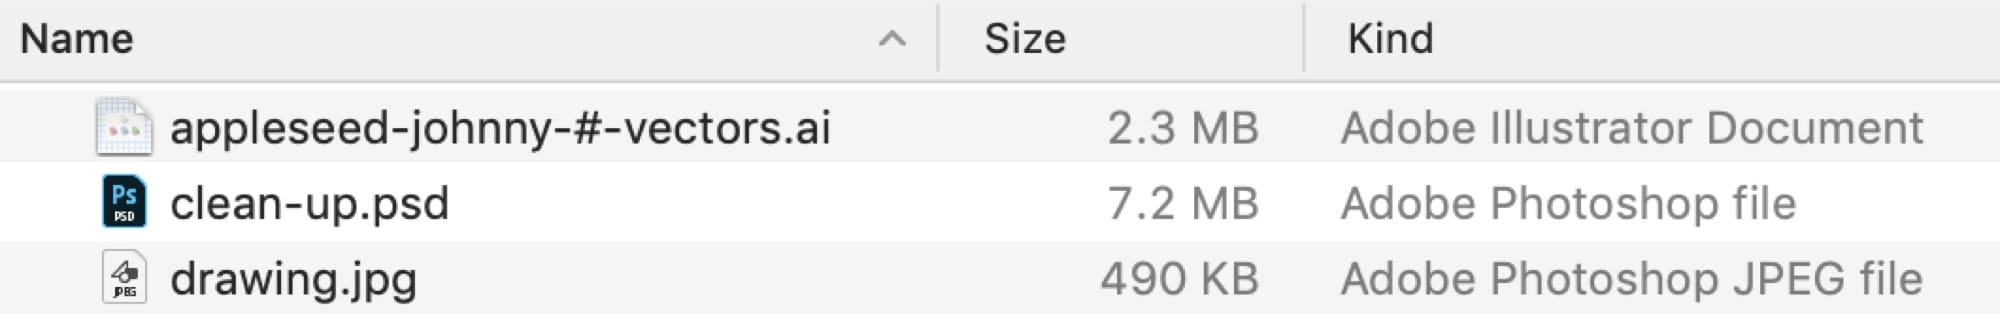 Name Size Kind
appleseed-johnny-#-vectors.ai 2.3 MB Adobe Illustrator Document
Ps PSD clean-up.psd 7.2 MB Adobe Photoshop file
JPEG drawing.jpg 490 KB Adobe Photoshop JPEG file